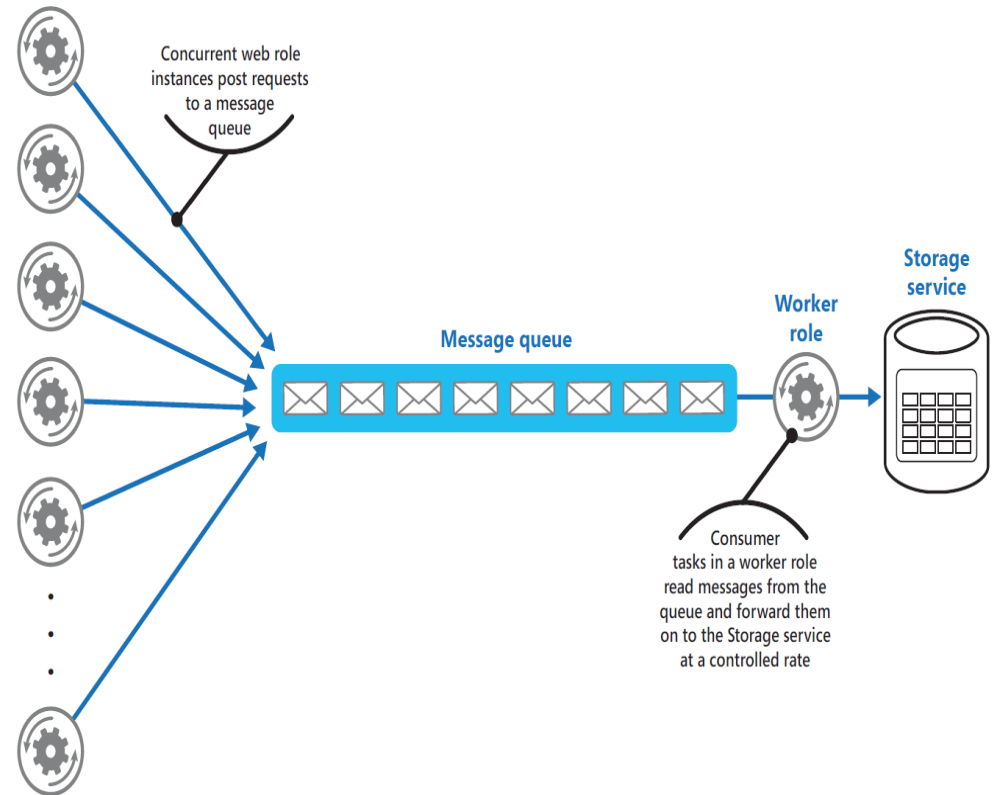 Concurrent web role
instances post requests
to a message
queue
Storage
service
Worker
role
Message queue
Consumer
tasks in a worker role
read messages from the
queue and forward them
on to the Storage service
at a controlled rate